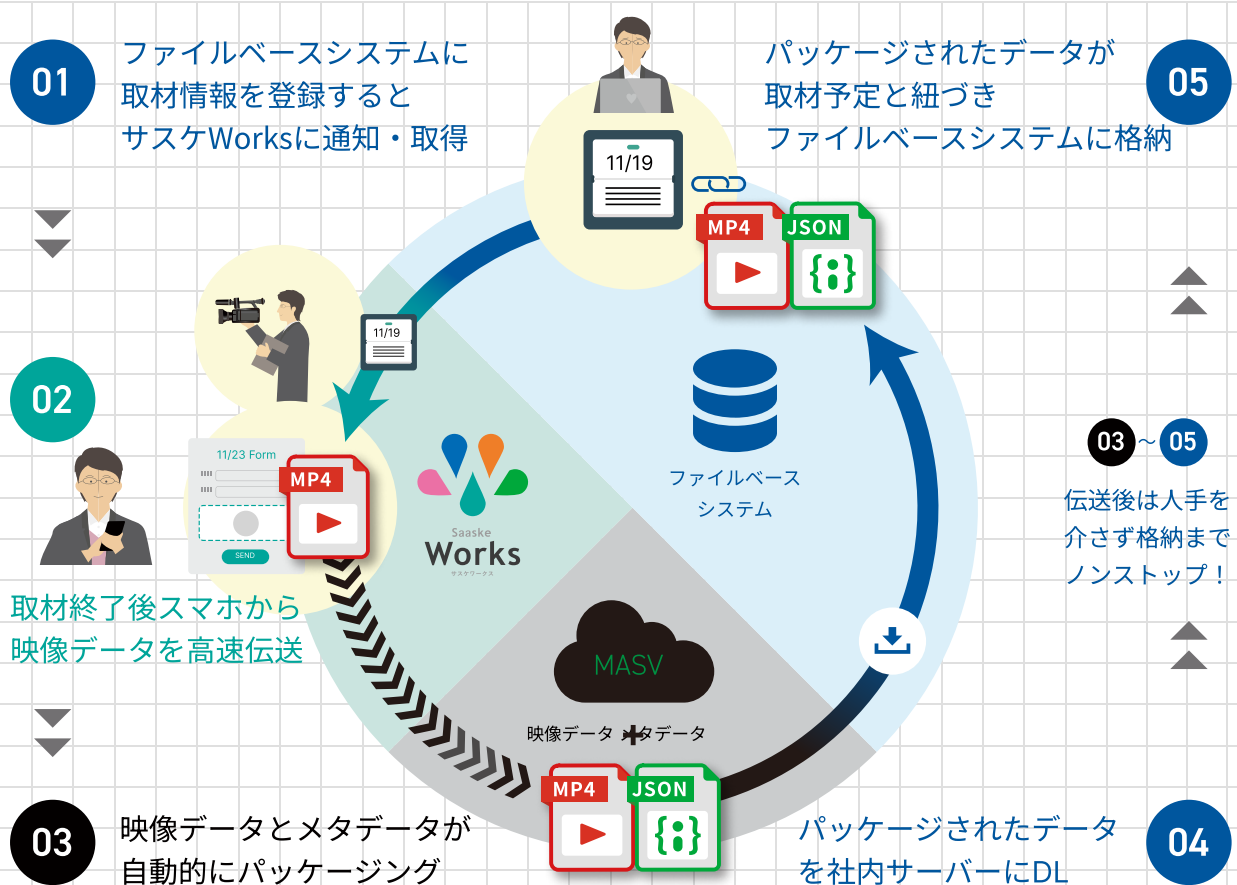 01
ファイルベースシステムに
取材情報を登録すると
サスケWorksに通知・取得
パッケージされたデータが
取材予定と紐づき
ファイルベースシステムに格納
05
11/19
MP4
JSON
{;}
11/19
02
11/23 Form
MP4
SEND
取材終了後スマホから
映像データを高速伝送
Saaske
Works
サスケワークス
ファイルベース
システム
03 ~ 05
伝送後は人手を
介さず格納まで
ノンストップ！
MASV
映像データ + メタデータ
MP4
JSON
{;}
03
映像データとメタデータが
自動的にパッケージング
パッケージされたデータ
を社内サーバーにDL
04